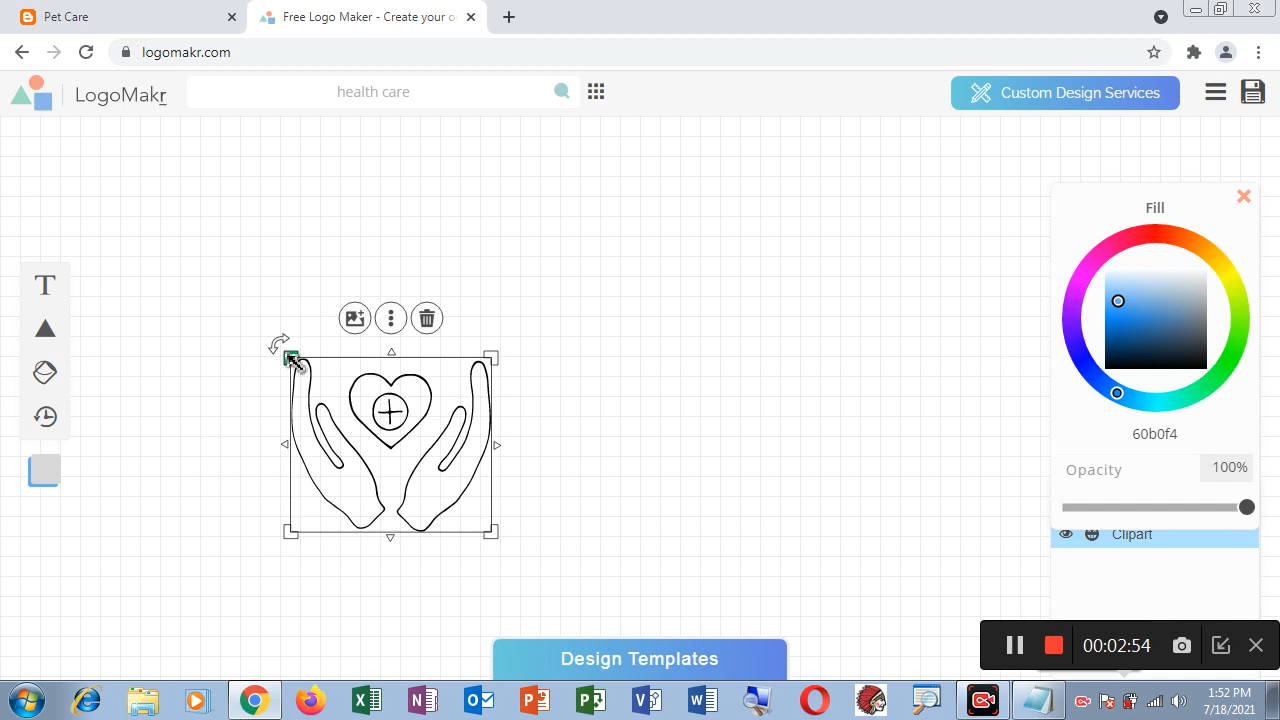 Pet Care
Free Logo Maker - Create your o
logomakr.com
LogoMakr
health care
Custom Design Services
Fill
60b0f4
Opacity
100%
Clipart
00:02:54
Design Templates
1:52 PM
7/18/2021